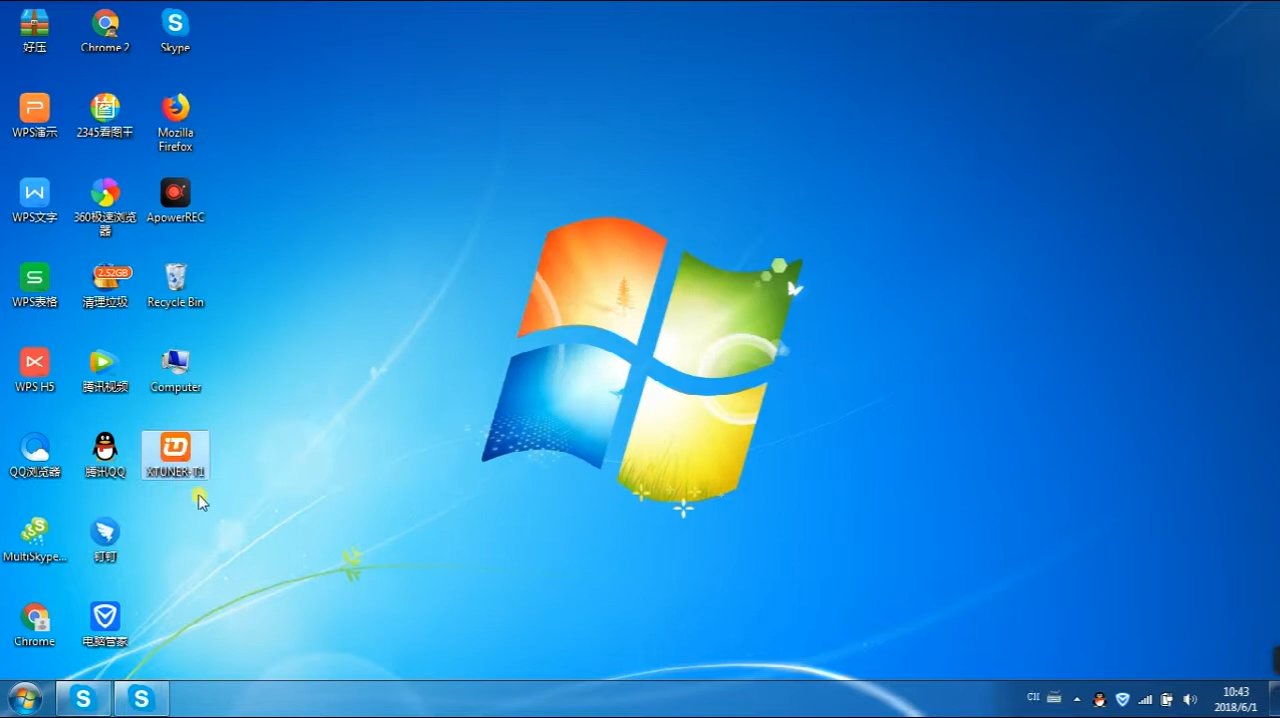 好压
Chrome 2
Skype
WPS演示
2345看图王
Mozilla
Firefox
WPS文字
360极速浏览
器
ApowerREC
WPS表格
2.52GB
清理垃圾
Recycle Bin
WPS H5
腾讯视频
Computer
QQ浏览器
腾讯QQ
XTUNER-T1
MultiSkype...
钉钉
Chrome
电脑管家
CH
10:43
2018/6/1